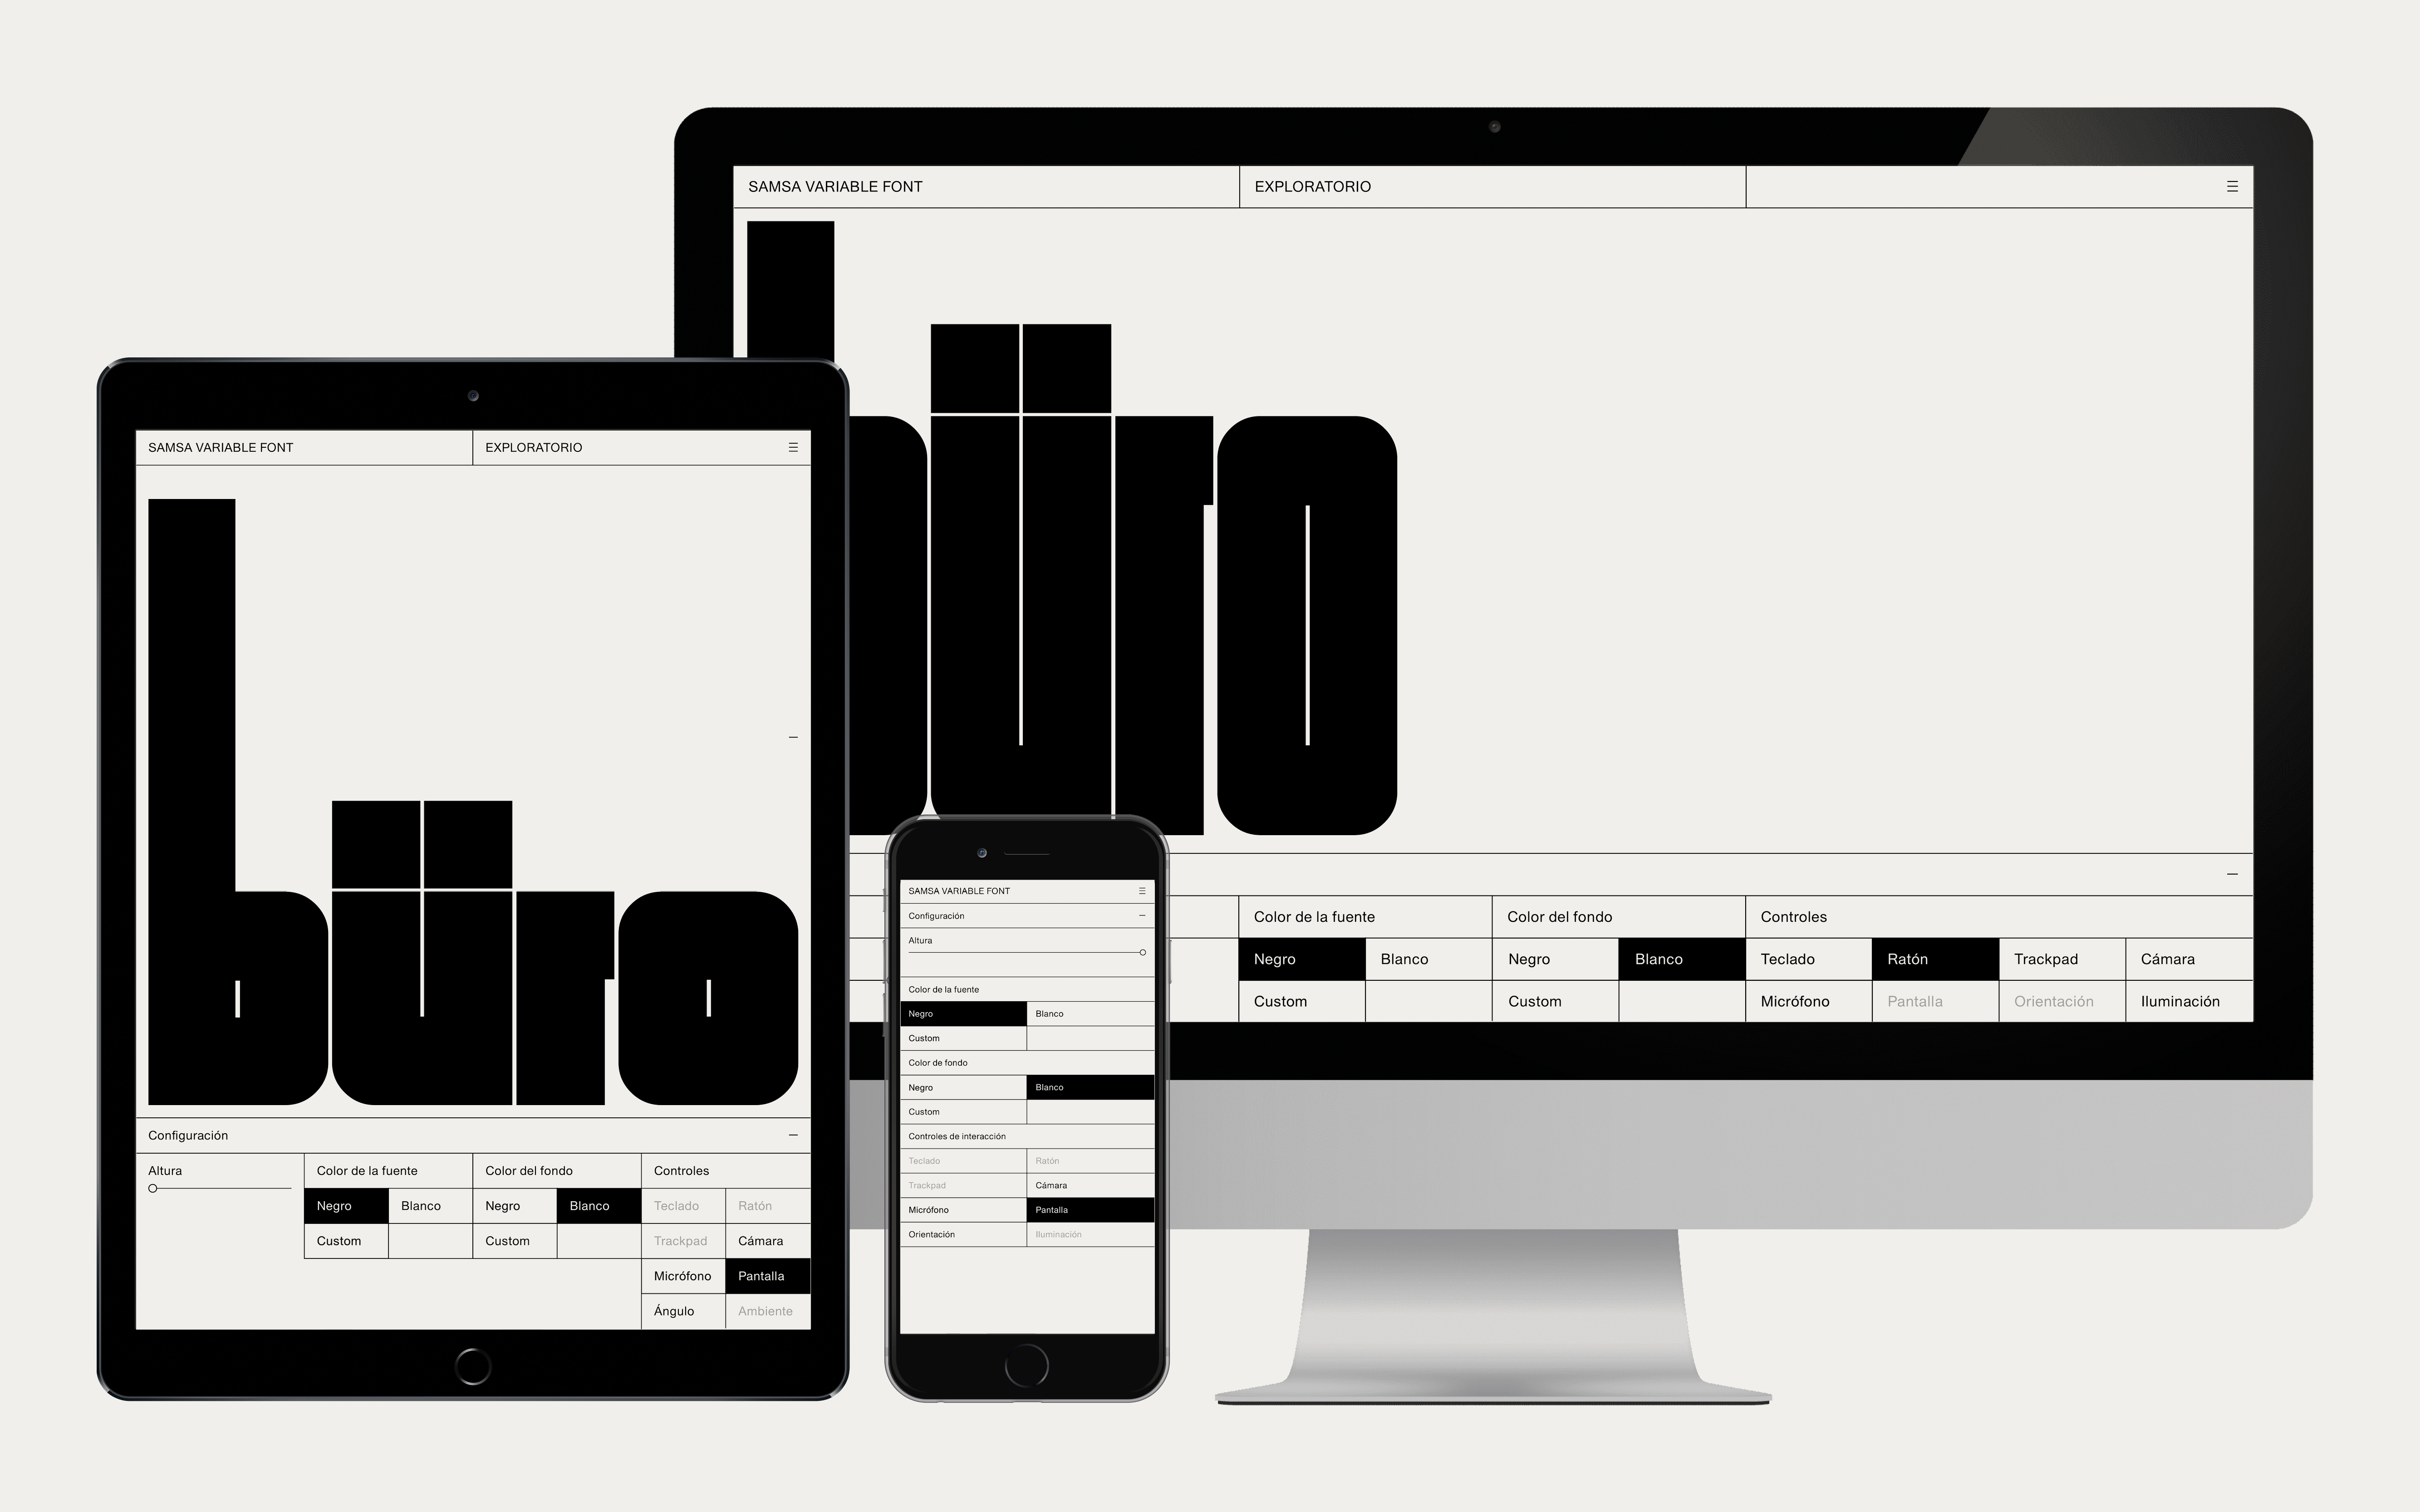 SAMSA VARIABLE FONT EXPLORATORIO
büro
Color de la fuente Color del fondo Controles
Negro Blanco Negro Blanco Teclado Ratón Trackpad Cámara
Custom Custom Micrófono Pantalla Orientación Iluminación
SAMSA VARIABLE FONT EXPLORATORIO
büro
Configuración
Altura Color de la fuente Color del fondo Controles
Negro Blanco Negro Blanco Teclado Ratón
Custom Custom Trackpad Cámara
Micrófono Pantalla
Ángulo Ambiente
SAMSA VARIABLE FONT
Configuración
Altura
Color de la fuente
Negro Blanco
Custom
Color de fondo
Negro Blanco
Custom
Controles de interacción
Teclado Ratón
Trackpad Cámara
Micrófono Pantalla
Orientación Iluminación